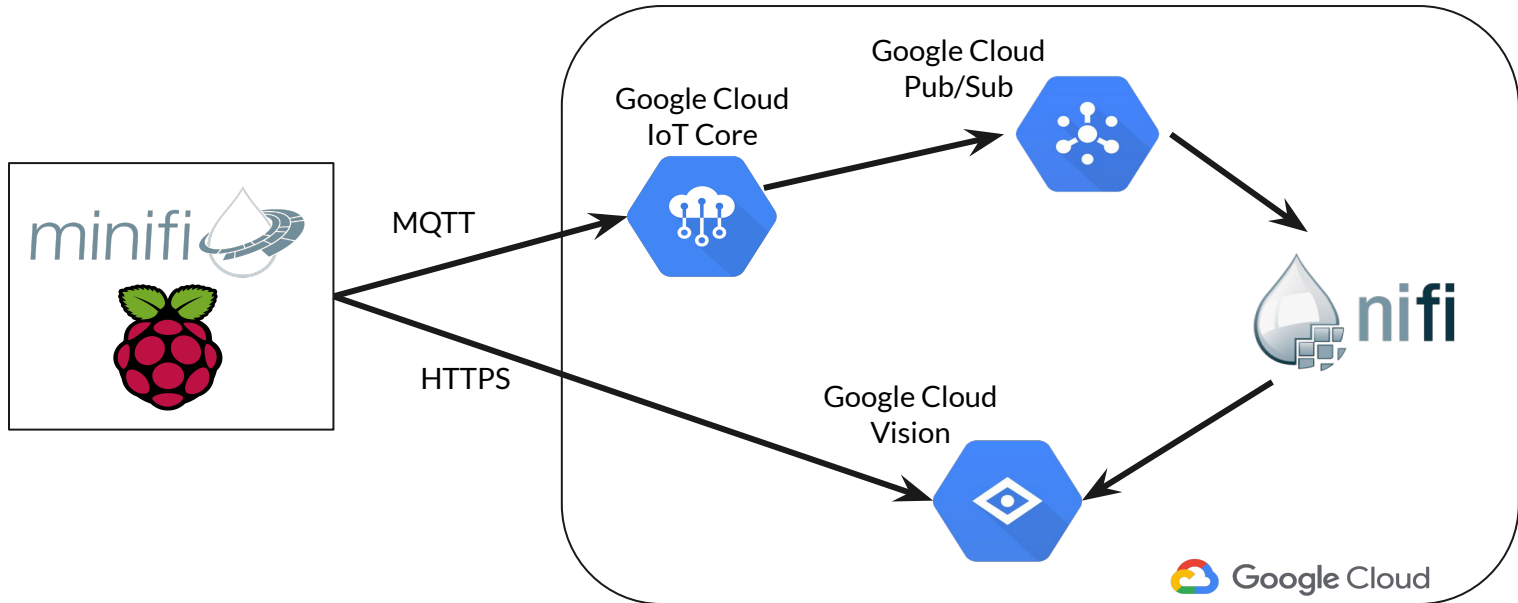 minifi
MQTT
HTTPS
Google Cloud
IoT Core
Google Cloud
Pub/Sub
nifi
Google Cloud
Vision
Google Cloud